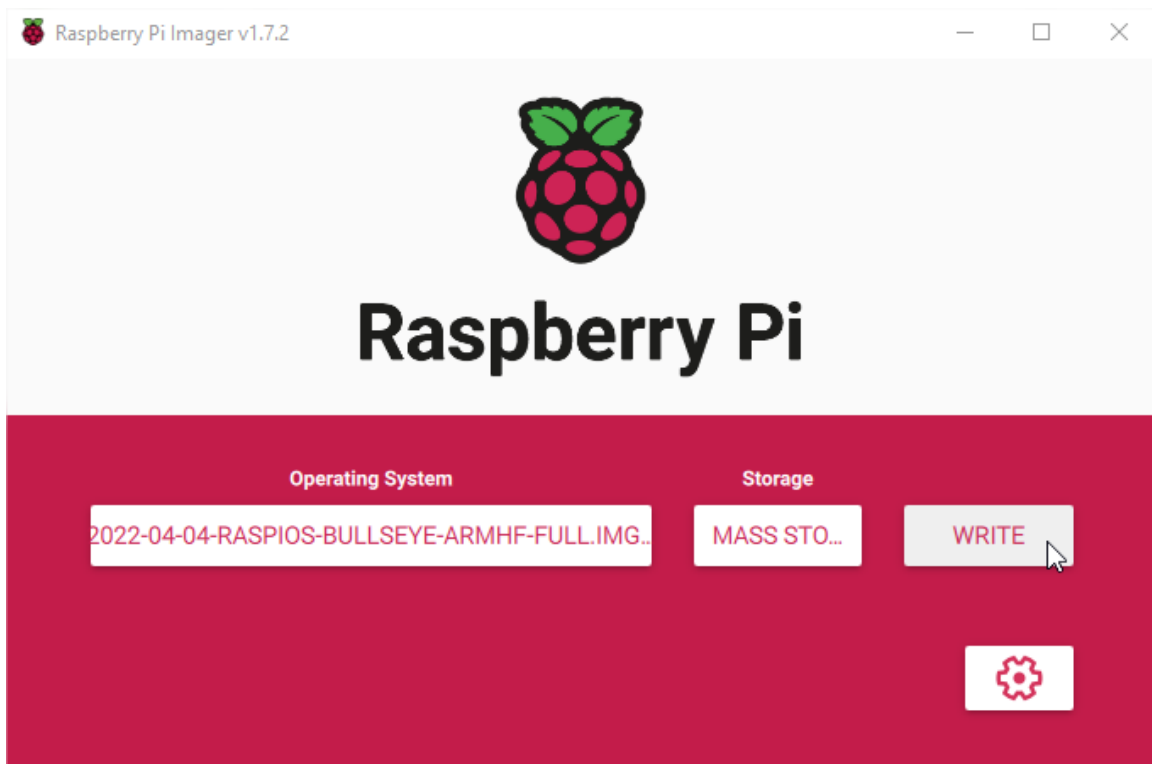 Raspberry Pi Imager v1.7.2
Raspberry Pi
Operating System
Storage
2022-04-04-RASPIOS-BULLSEYE-ARMHF-FULL.IMG...
MASS STO...
WRITE